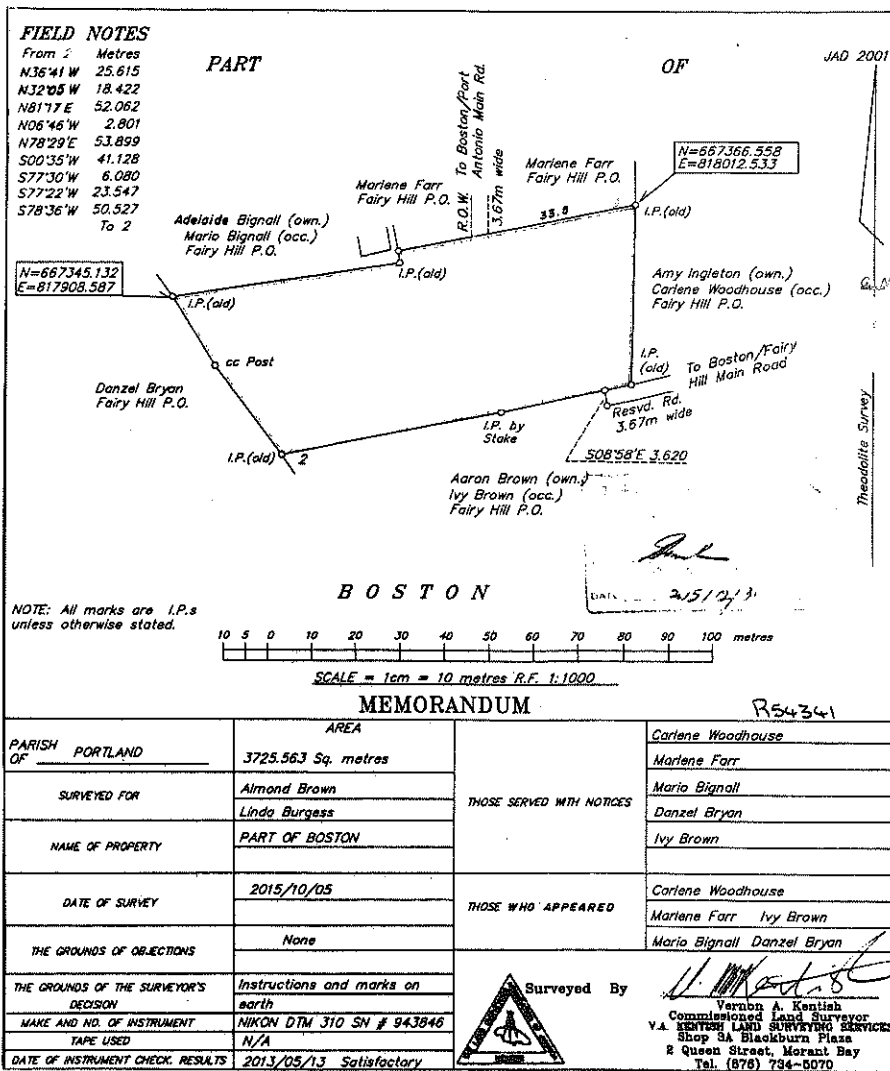 FIELD NOTES
From 2 Metres
N36°41'W 25.615
N32°05'W 18.422
N81°17'E 52.062
N06°46'W 2.801
N78°29'E 53.899
S00°35'W 41.128
S77°30'W 6.080
S77°22'W 23.547
S78°36'W 50.527
To 2
PART OF
JAD 2001
R.O.W. To Boston/Port
Antonio Main Rd.
3.67m wide
Marlene Farr
Fairy Hill P.O.
Marlene Farr
Fairy Hill P.O.
33.8
N=667366.558
E=818012.533
I.P.(old)
Adelaide Bignall (own.)
Mario Bignall (occ.)
Fairy Hill P.O.
I.P.(old)
N=667345.132
E=817908.587
I.P.(old)
Amy Ingleton (own.)
Carlene Woodhouse (occ.)
Fairy Hill P.O.
cc Post
Danzel Bryan
Fairy Hill P.O.
I.P.
(old)
To Boston/Fairy
Hill Main Road
Resvd. Rd.
3.67m wide
I.P. by
Stake
S08°58'E 3.620
I.P.(old)
2
Aaron Brown (own.)
Ivy Brown (occ.)
Fairy Hill P.O.
Theodolite Survey
BOSTON
NOTE: All marks are I.P.s
unless otherwise stated.
10 5 0 10 20 30 40 50 60 70 80 90 100 metres
SCALE = 1cm = 10 metres R.F. 1:1000
MEMORANDUM
R54341
PARISH OF PORTLAND
AREA
3725.563 Sq. metres
SURVEYED FOR
Almond Brown
Linda Burgess
NAME OF PROPERTY
PART OF BOSTON
THOSE SERVED WITH NOTICES
Carlene Woodhouse
Marlene Farr
Mario Bignall
Danzel Bryan
Ivy Brown
DATE OF SURVEY
2015/10/05
THOSE WHO APPEARED
Carlene Woodhouse
Marlene Farr Ivy Brown
Mario Bignall Danzel Bryan
THE GROUNDS OF OBJECTIONS
None
THE GROUNDS OF THE SURVEYOR'S
DECISION
Instructions and marks on
earth
MAKE AND NO. OF INSTRUMENT
NIKON DTM 310 SN # 943846
TAPE USED
N/A
DATE OF INSTRUMENT CHECK. RESULTS
2013/05/13 Satisfactory
Surveyed By
Vernon A. Kentish
Commissioned Land Surveyor
V.A. KENTISH LAND SURVEYING SERVICES
Shop 3A Blackburn Plaza
2 Queen Street, Morant Bay
Tel. (876) 734-5070